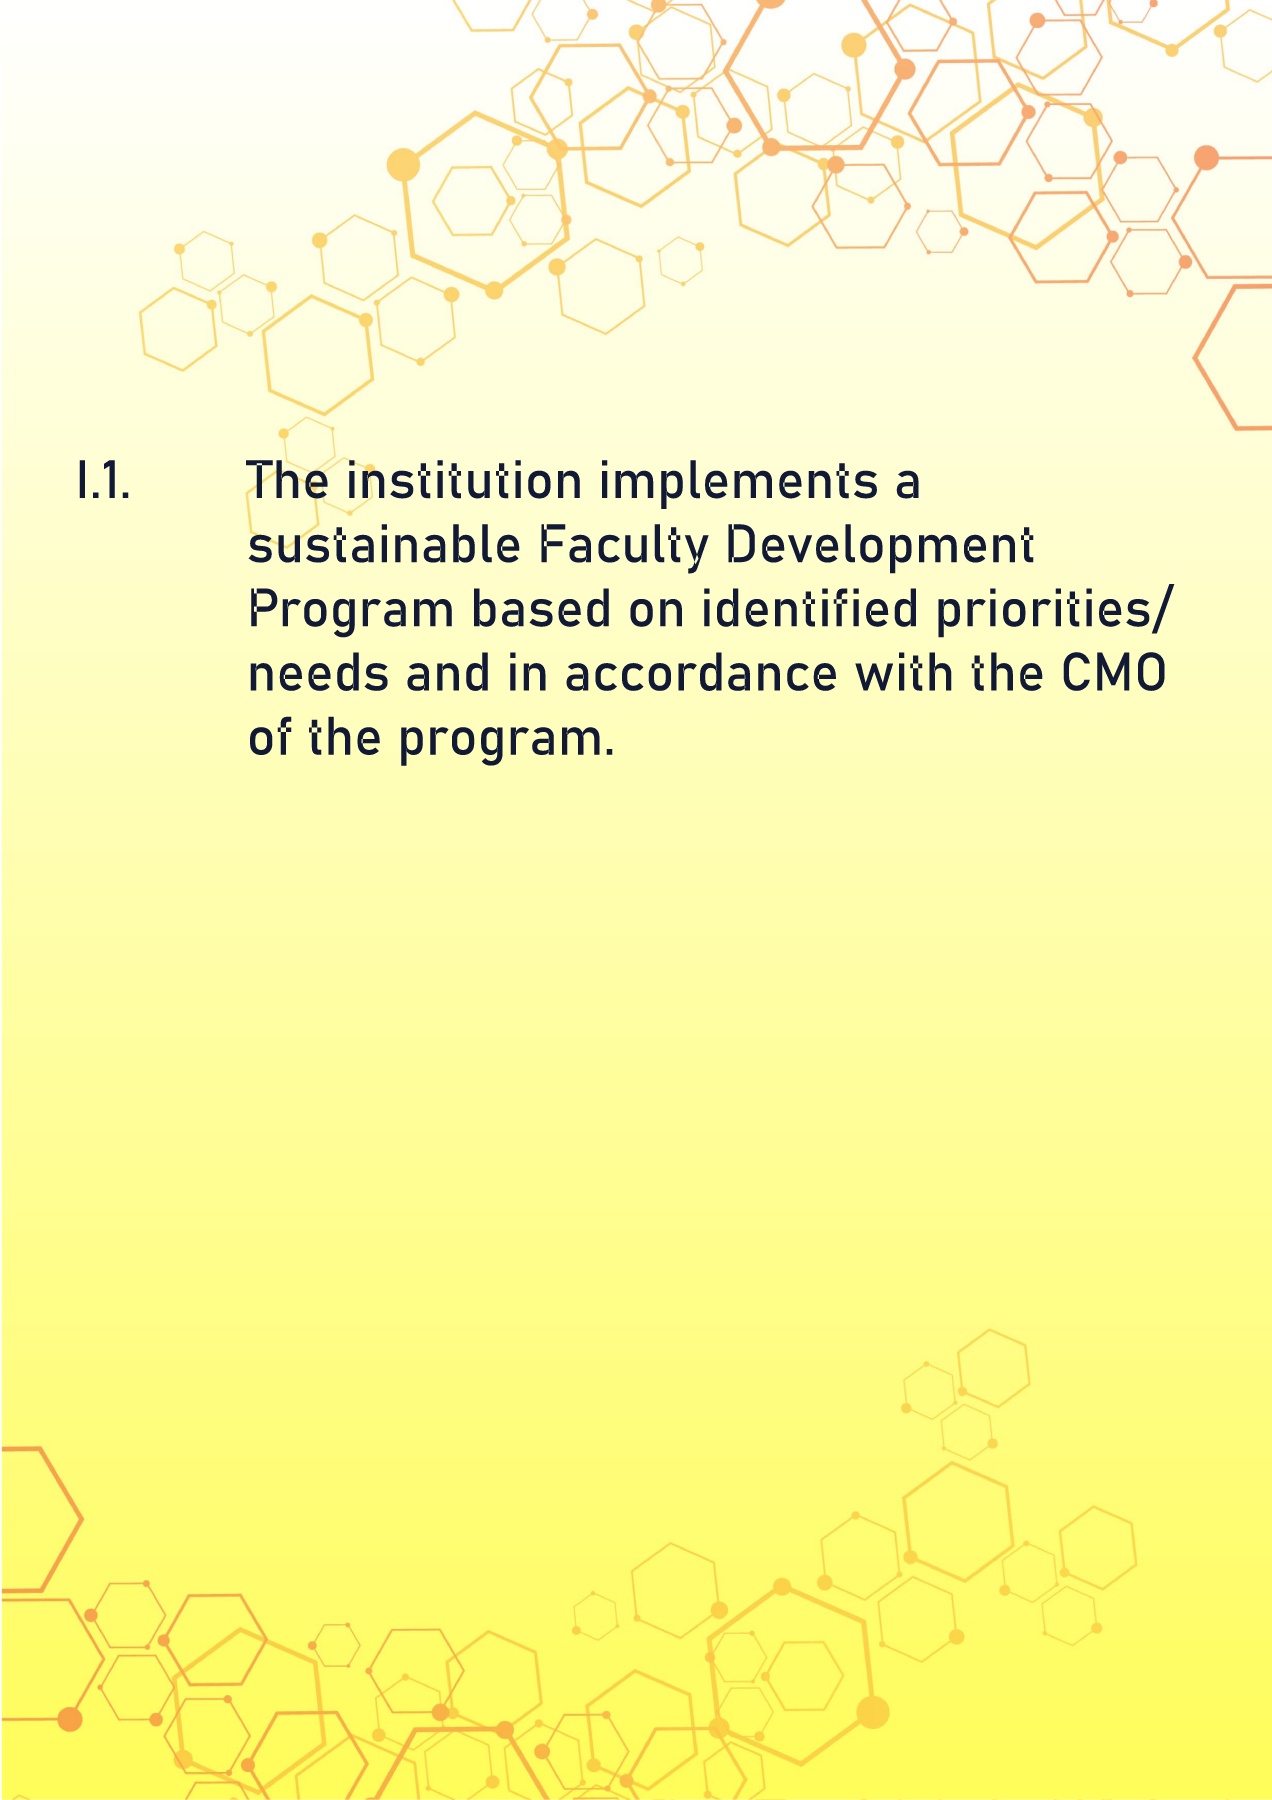 I.1. The institution implements a
sustainable Faculty Development
Program based on identified priorities/
needs and in accordance with the CMO
of the program.